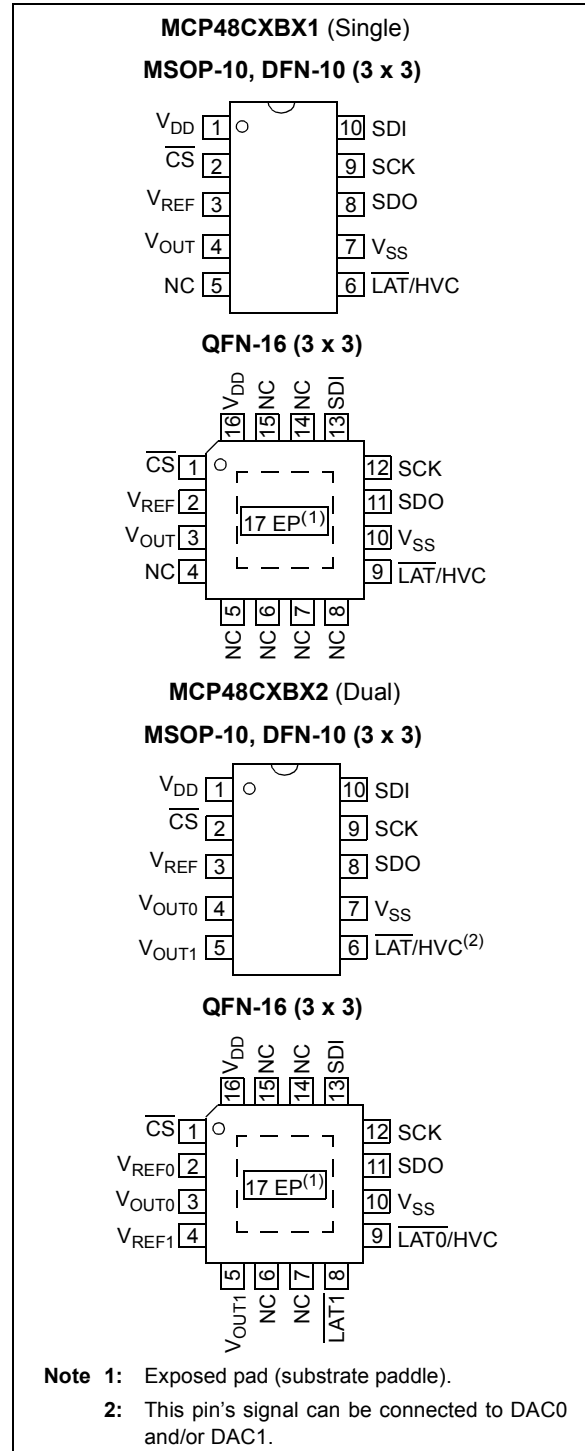 MCP48CXBX1 (Single)
MSOP-10, DFN-10 (3 x 3)
VDD 1 10 SDI
CS 2 9 SCK
VREF 3 8 SDO
VOUT 4 7 VSS
NC 5 6 LAT/HVC
QFN-16 (3 x 3)
VDD NC NC SDI
16 15 14 13
CS 1 12 SCK
VREF 2 11 SDO
17 EP(1)
VOUT 3 10 VSS
NC 4 9 LAT/HVC
5 6 7 8
NC NC NC NC
MCP48CXBX2 (Dual)
MSOP-10, DFN-10 (3 x 3)
VDD 1 10 SDI
CS 2 9 SCK
VREF 3 8 SDO
VOUT0 4 7 VSS
VOUT1 5 6 LAT/HVC(2)
QFN-16 (3 x 3)
VDD NC NC SDI
16 15 14 13
CS 1 12 SCK
VREF0 2 11 SDO
17 EP(1)
VOUT0 3 10 VSS
VREF1 4 9 LAT0/HVC
5 6 7 8
VOUT1 NC NC LAT1
Note 1: Exposed pad (substrate paddle).
2: This pin's signal can be connected to DAC0
and/or DAC1.